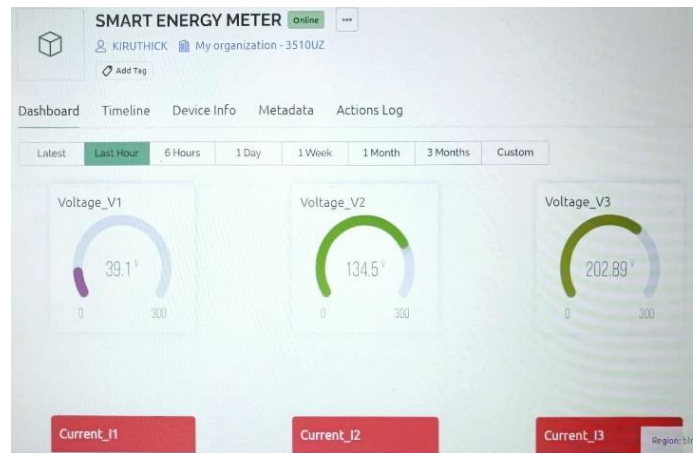 SMART ENERGY METER Online ...
KIRUTHICK My organization - 3510UZ
Add Tag
Dashboard Timeline Device Info Metadata Actions Log
Latest Last Hour 6 Hours 1 Day 1 Week 1 Month 3 Months Custom
Voltage_V1 Voltage_V2 Voltage_V3
39.1 V 134.5 V 202.89 V
0 300 0 300 0 300
Current_I1 Current_I2 Current_I3
Region: